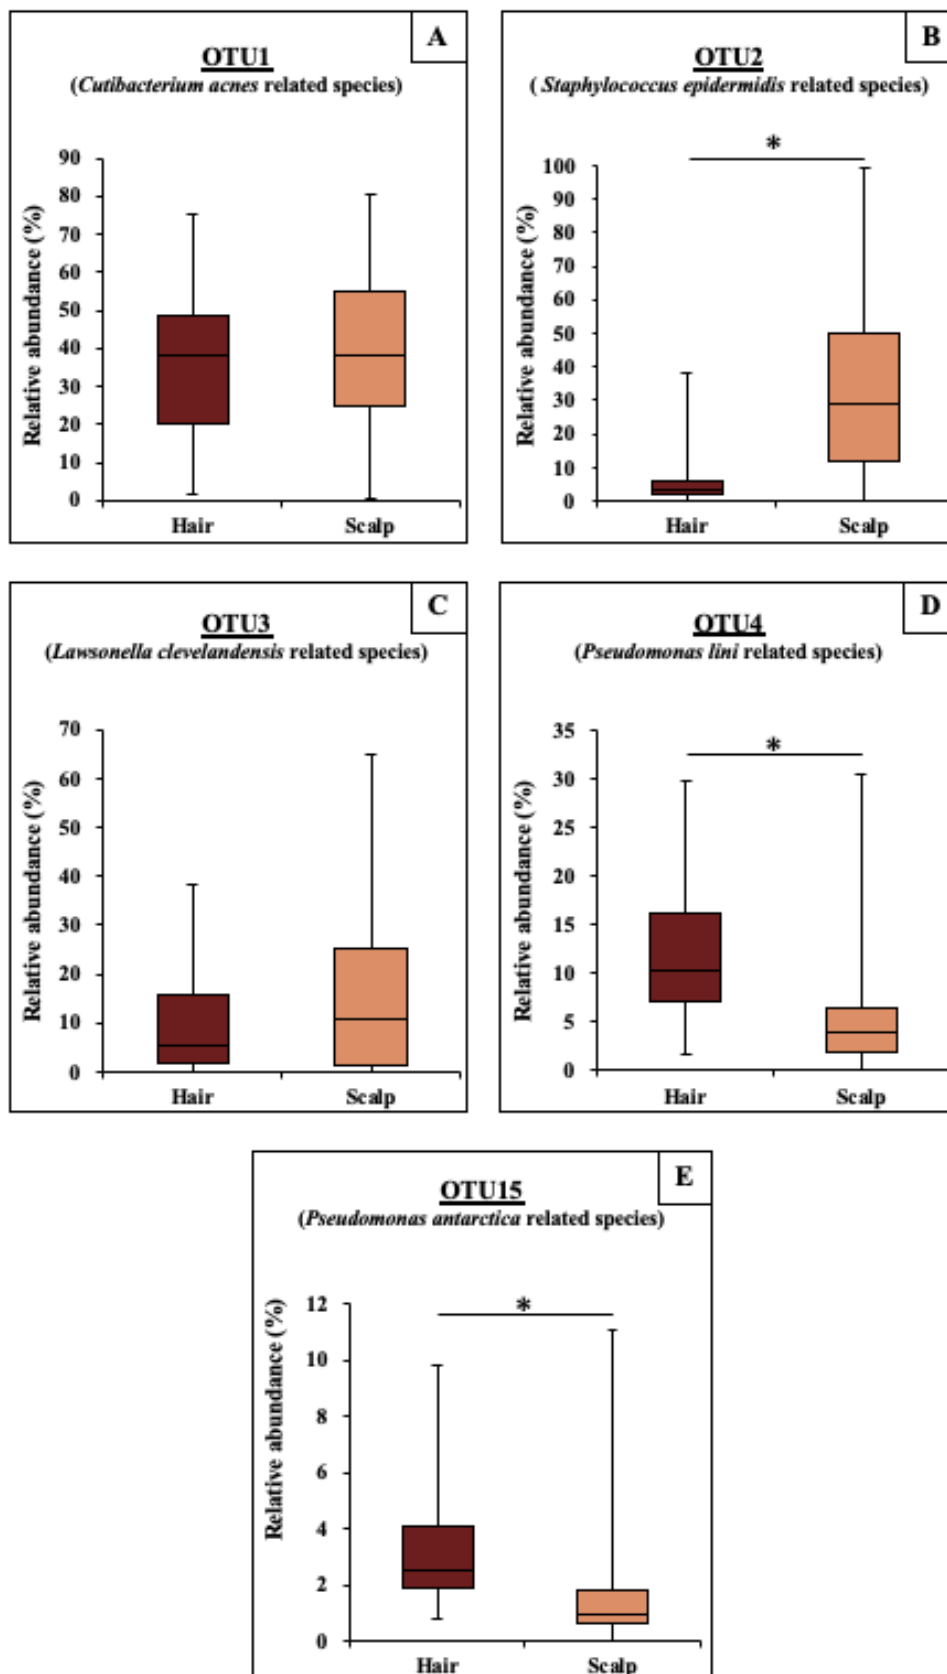 A
OTU1
(Cutibacterium acnes related species)
Relative abundance (%)
90
80
70
60
50
40
30
20
10
0
Hair
Scalp
B
OTU2
( Staphylococcus epidermidis related species)
*
Relative abundance (%)
100
90
80
70
60
50
40
30
20
10
0
Hair
Scalp
C
OTU3
(Lawsonella clevelandensis related species)
Relative abundance (%)
70
60
50
40
30
20
10
0
Hair
Scalp
D
OTU4
(Pseudomonas lini related species)
*
Relative abundance (%)
35
30
25
20
15
10
5
0
Hair
Scalp
E
OTU15
(Pseudomonas antarctica related species)
*
Relative abundance (%)
12
10
8
6
4
2
0
Hair
Scalp